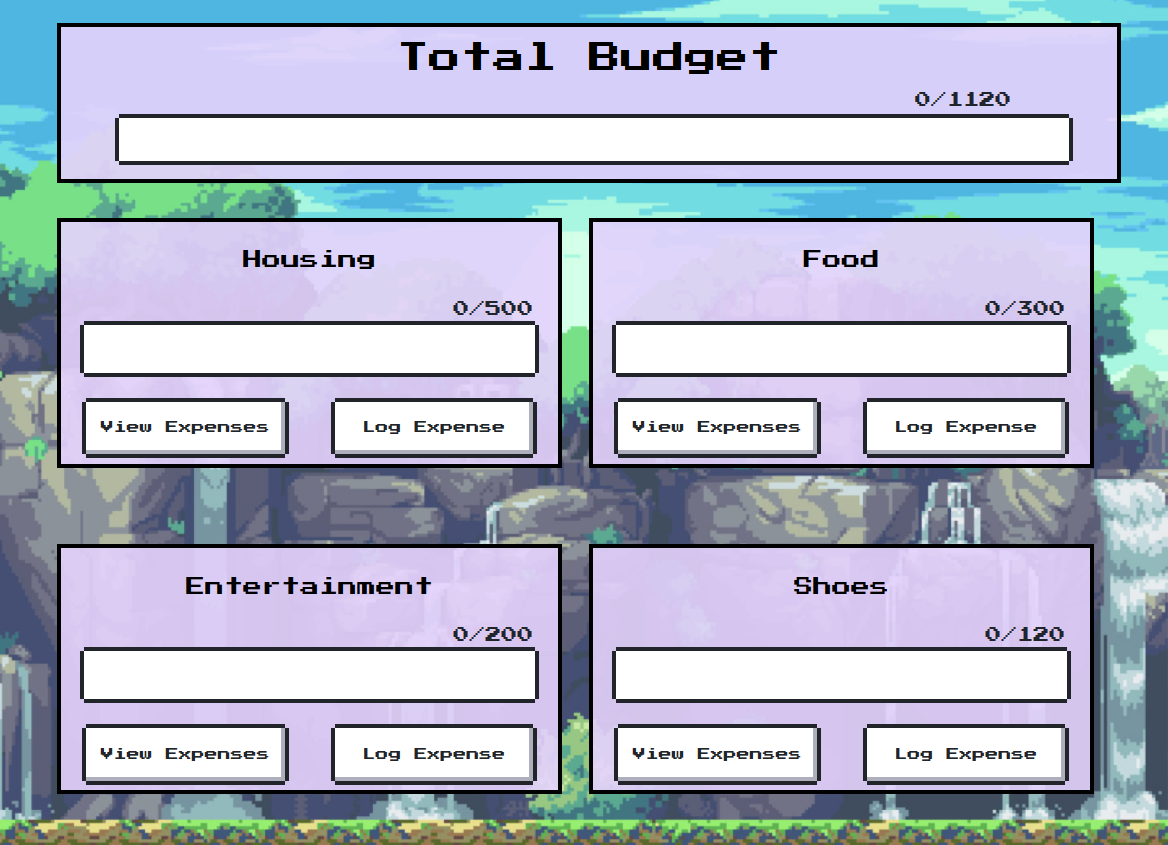 Total Budget
0/1120
Housing
0/500
View Expenses
Log Expense
Food
0/300
View Expenses
Log Expense
Entertainment
0/200
View Expenses
Log Expense
Shoes
0/120
View Expenses
Log Expense